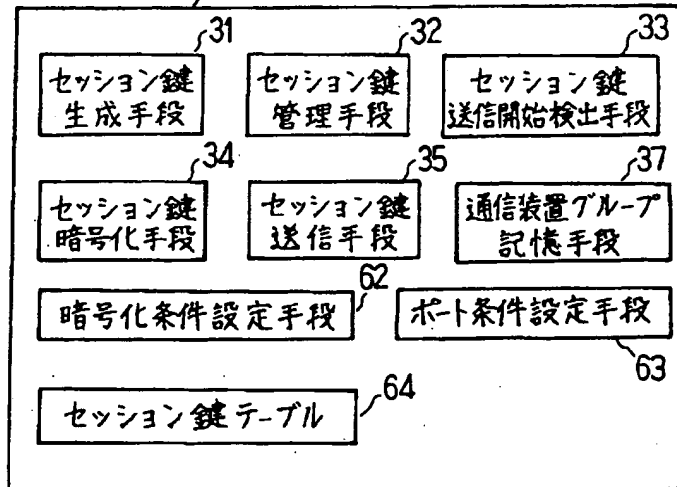 31
セッション鍵
生成手段
32
セッション鍵
管理手段
33
セッション鍵
送信開始検出手段
34
セッション鍵
暗号化手段
35
セッション鍵
送信手段
37
通信装置グループ
記憶手段
62
暗号化条件設定手段
ポート条件設定手段
63
64
セッション鍵テーブル